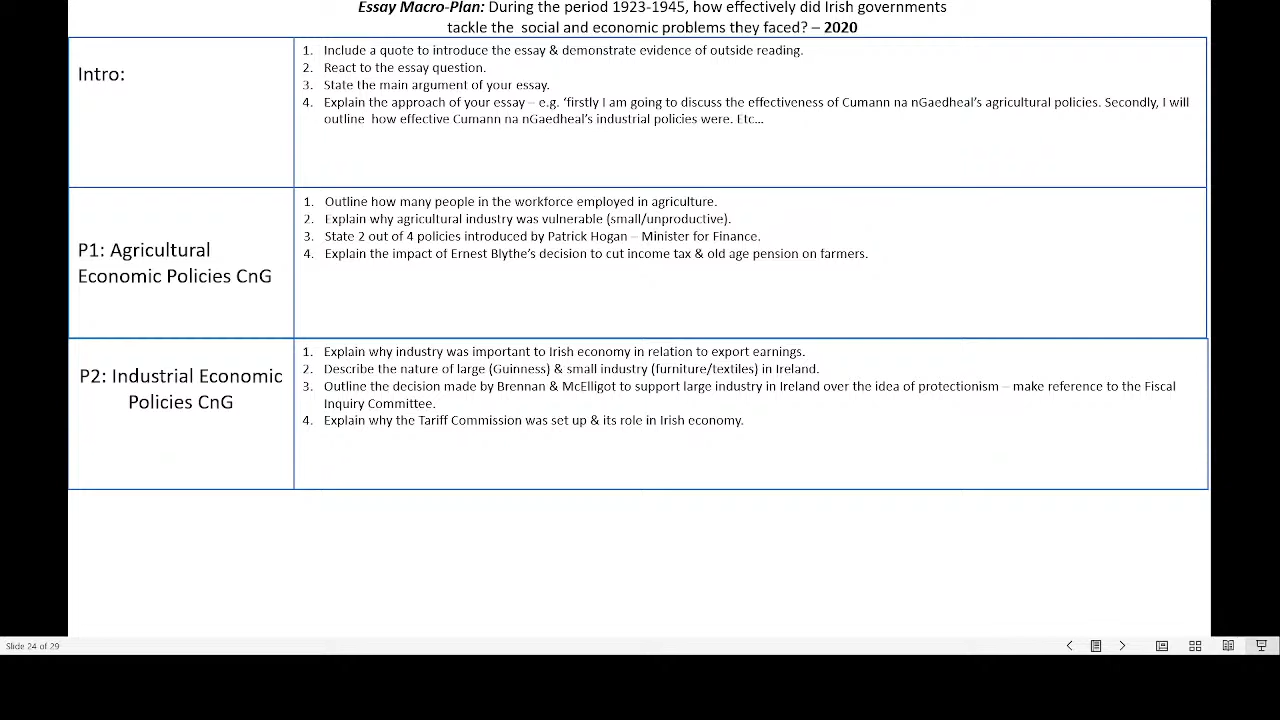 Essay Macro-Plan: During the period 1923-1945, how effectively did Irish governments
tackle the social and economic problems they faced? – 2020
Intro:
1. Include a quote to introduce the essay & demonstrate evidence of outside reading.
2. React to the essay question.
3. State the main argument of your essay.
4. Explain the approach of your essay – e.g. ‘firstly I am going to discuss the effectiveness of Cumann na nGaedheal’s agricultural policies. Secondly, I will
outline how effective Cumann na nGaedheal’s industrial policies were. Etc…
P1: Agricultural
Economic Policies CnG
1. Outline how many people in the workforce employed in agriculture.
2. Explain why agricultural industry was vulnerable (small/unproductive).
3. State 2 out of 4 policies introduced by Patrick Hogan – Minister for Finance.
4. Explain the impact of Ernest Blythe’s decision to cut income tax & old age pension on farmers.
P2: Industrial Economic
Policies CnG
1. Explain why industry was important to Irish economy in relation to export earnings.
2. Describe the nature of large (Guinness) & small industry (furniture/textiles) in Ireland.
3. Outline the decision made by Brennan & McElligot to support large industry in Ireland over the idea of protectionism – make reference to the Fiscal
Inquiry Committee.
4. Explain why the Tariff Commission was set up & its role in Irish economy.
Slide 24 of 29